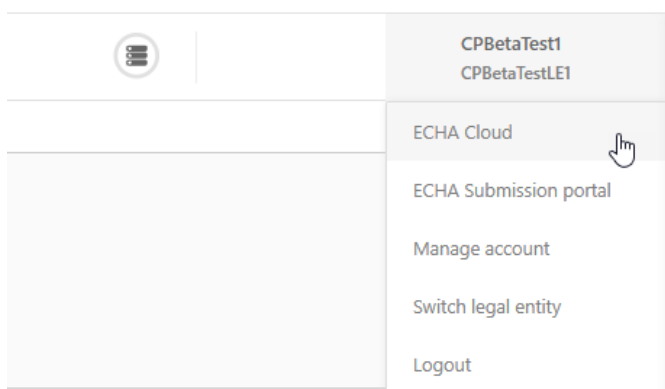 CPBetaTest1
CPBetaTestLE1
ECHA Cloud
ECHA Submission portal
Manage account
Switch legal entity
Logout